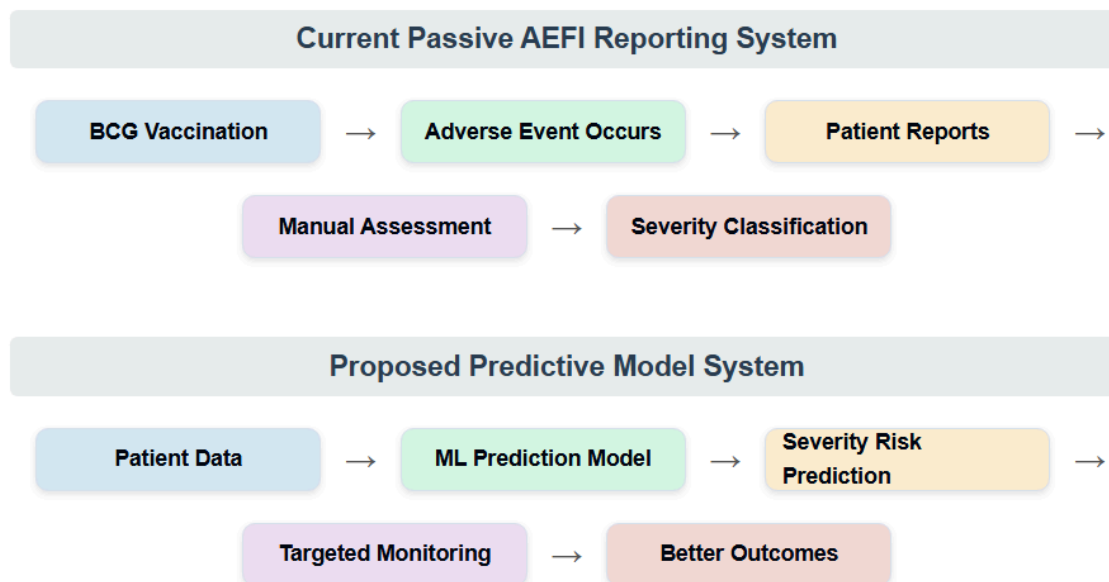 Current Passive AEFI Reporting System
BCG Vaccination → Adverse Event Occurs → Patient Reports →
Manual Assessment → Severity Classification
Proposed Predictive Model System
Patient Data → ML Prediction Model → Severity Risk
Prediction →
Targeted Monitoring → Better Outcomes